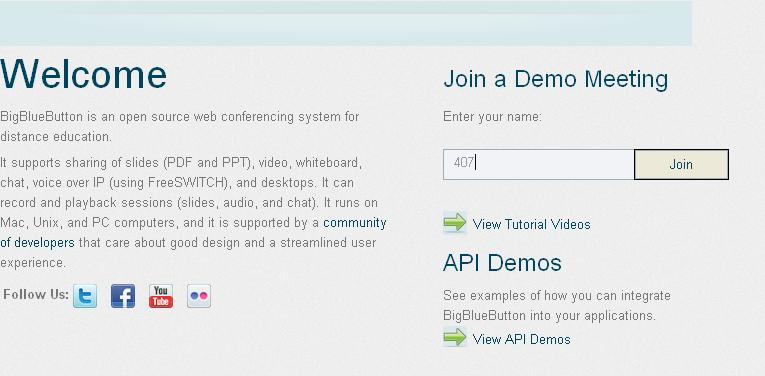 Welcome
BigBlueButton is an open source web conferencing system for
distance education.
It supports sharing of slides (PDF and PPT), video, whiteboard,
chat, voice over IP (using FreeSWITCH), and desktops. It can
record and playback sessions (slides, audio, and chat). It runs on
Mac, Unix, and PC computers, and it is supported by a community
of developers that care about good design and a streamlined user
experience.
Follow Us:
You
Tube
Join a Demo Meeting
Enter your name:
407
Join
View Tutorial Videos
API Demos
See examples of how you can integrate
BigBlueButton into your applications.
View API Demos